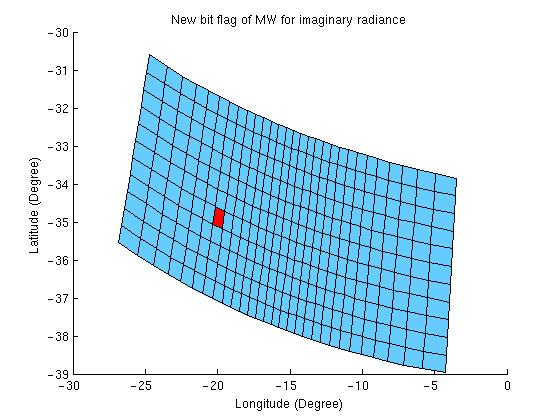 New bit flag of MW for imaginary radiance
-30
-31
-32
-33
-34
-35
-36
-37
-38
-39
Latitude (Degree)
-30 -25 -20 -15 -10 -5 0
Longitude (Degree)